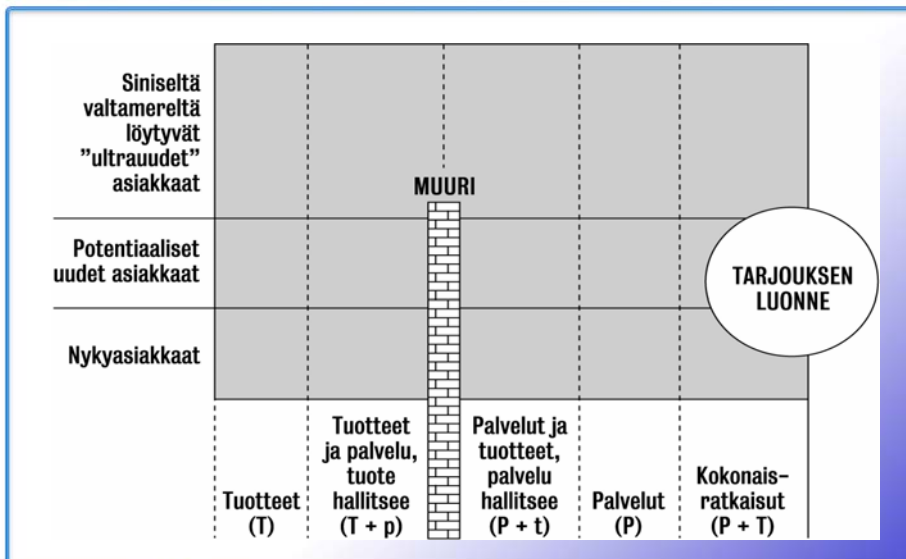 Siniseltä
valtamereltä
löytyvät
”ultrauudet”
asiakkaat
MUURI
Potentiaaliset
uudet asiakkaat
TARJOUKSEN
LUONNE
Nykyasiakkaat
Tuotteet
(T)
Tuotteet
ja palvelu,
tuote
hallitsee
(T + p)
Palvelut ja
tuotteet,
palvelu
hallitsee
(P + t)
Palvelut
(P)
Kokonais-
ratkaisut
(P + T)